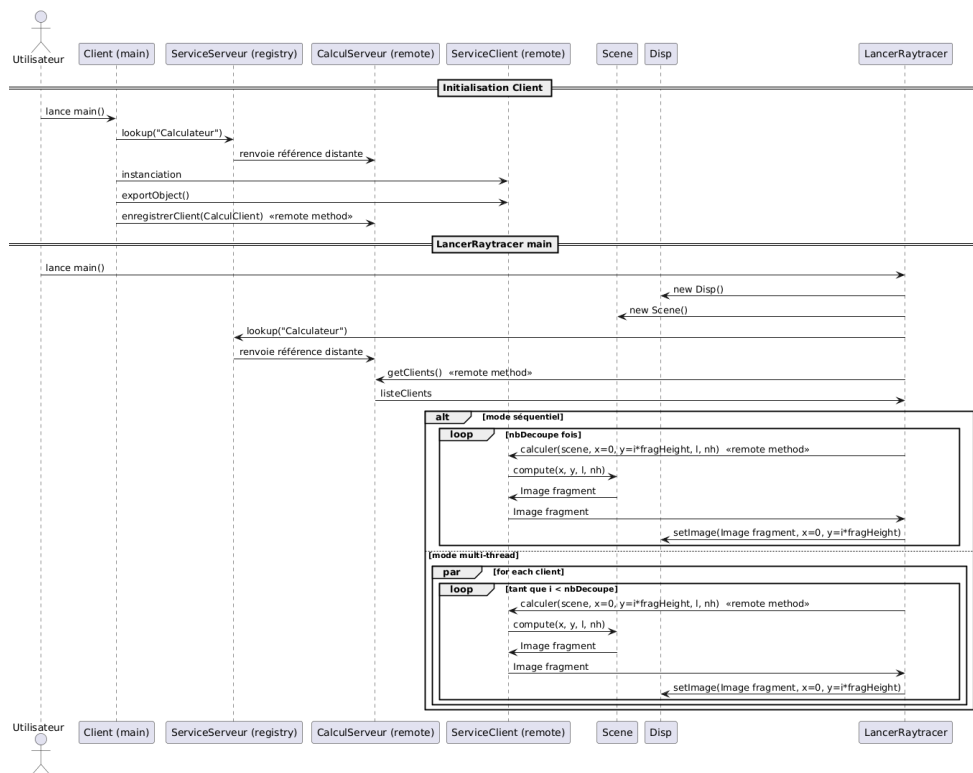 Utilisateur
Client (main)
ServiceServeur (registry)
CalculServeur (remote)
ServiceClient (remote)
Scene
Disp
LancerRaytracer
Initialisation Client
lance main()
lookup("Calculateur")
renvoie référence distante
instanciation
exportObject()
enregistrerClient(CalculClient) «remote method»
LancerRaytracer main
lance main()
new Disp()
new Scene()
lookup("Calculateur")
renvoie référence distante
getClients() «remote method»
listeClients
alt [mode séquentiel]
loop [nbDecoupe fois]
calculer(scene, x=0, y=i*fragHeight, l, nh) «remote method»
compute(x, y, l, nh)
Image fragment
Image fragment
setImage(Image fragment, x=0, y=i*fragHeight)
[mode multi-thread]
par [for each client]
loop [tant que i < nbDecoupe]
calculer(scene, x=0, y=i*fragHeight, l, nh) «remote method»
compute(x, y, l, nh)
Image fragment
Image fragment
setImage(Image fragment, x=0, y=i*fragHeight)
Utilisateur
Client (main)
ServiceServeur (registry)
CalculServeur (remote)
ServiceClient (remote)
Scene
Disp
LancerRaytracer